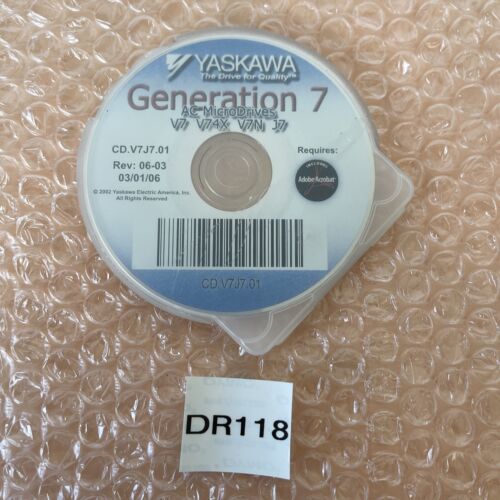 YASKAWA
The Drive for Quality™
Generation 7
AC MicroDrives
V7 V74X V7N J7
CD.V7J7.01
Rev: 06-03
03/01/06
Requires:
INCLUDES
Adobe Acrobat
© 2002 Yaskawa Electric America, Inc.
All Rights Reserved
CD.V7J7.01
DR118